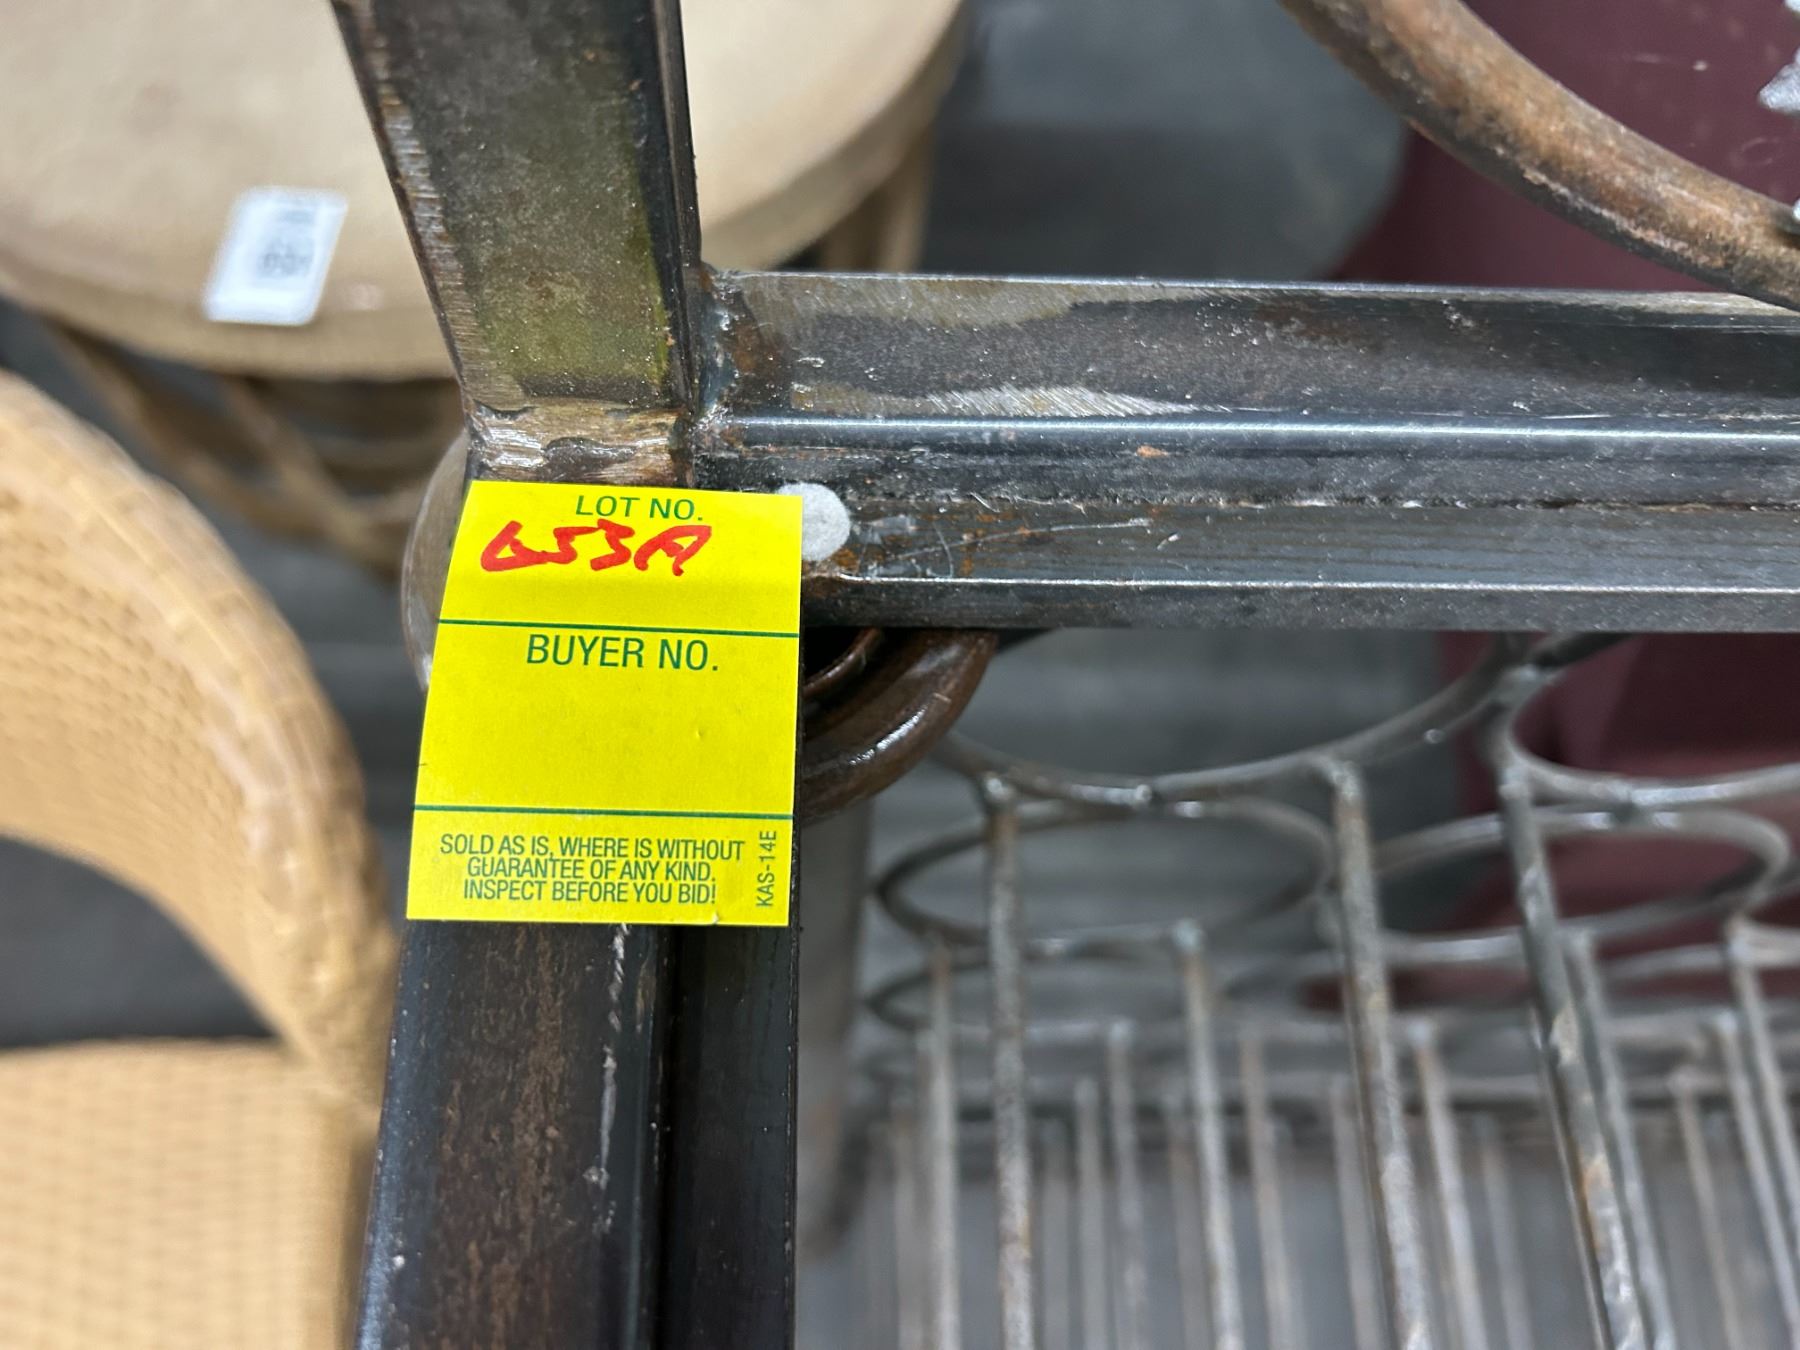 LOT NO.
653A
BUYER NO.
SOLD AS IS, WHERE IS WITHOUT
GUARANTEE OF ANY KIND.
INSPECT BEFORE YOU BID!
KAS-14E